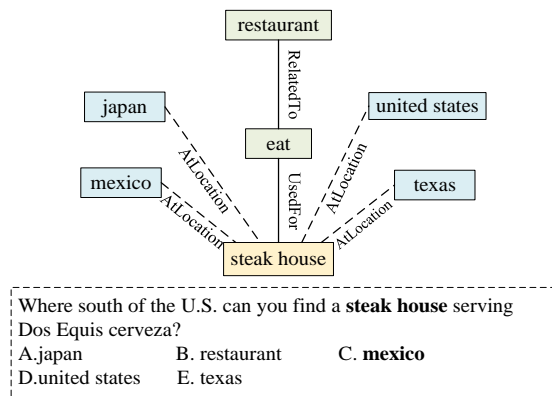 restaurant
RelatedTo
japan
united states
eat
AtLocation
AtLocation
mexico
texas
UsedFor
AtLocation
AtLocation
steak house
Where south of the U.S. can you find a steak house serving
Dos Equis cerveza?
A.japan B. restaurant C. mexico
D.united states E. texas